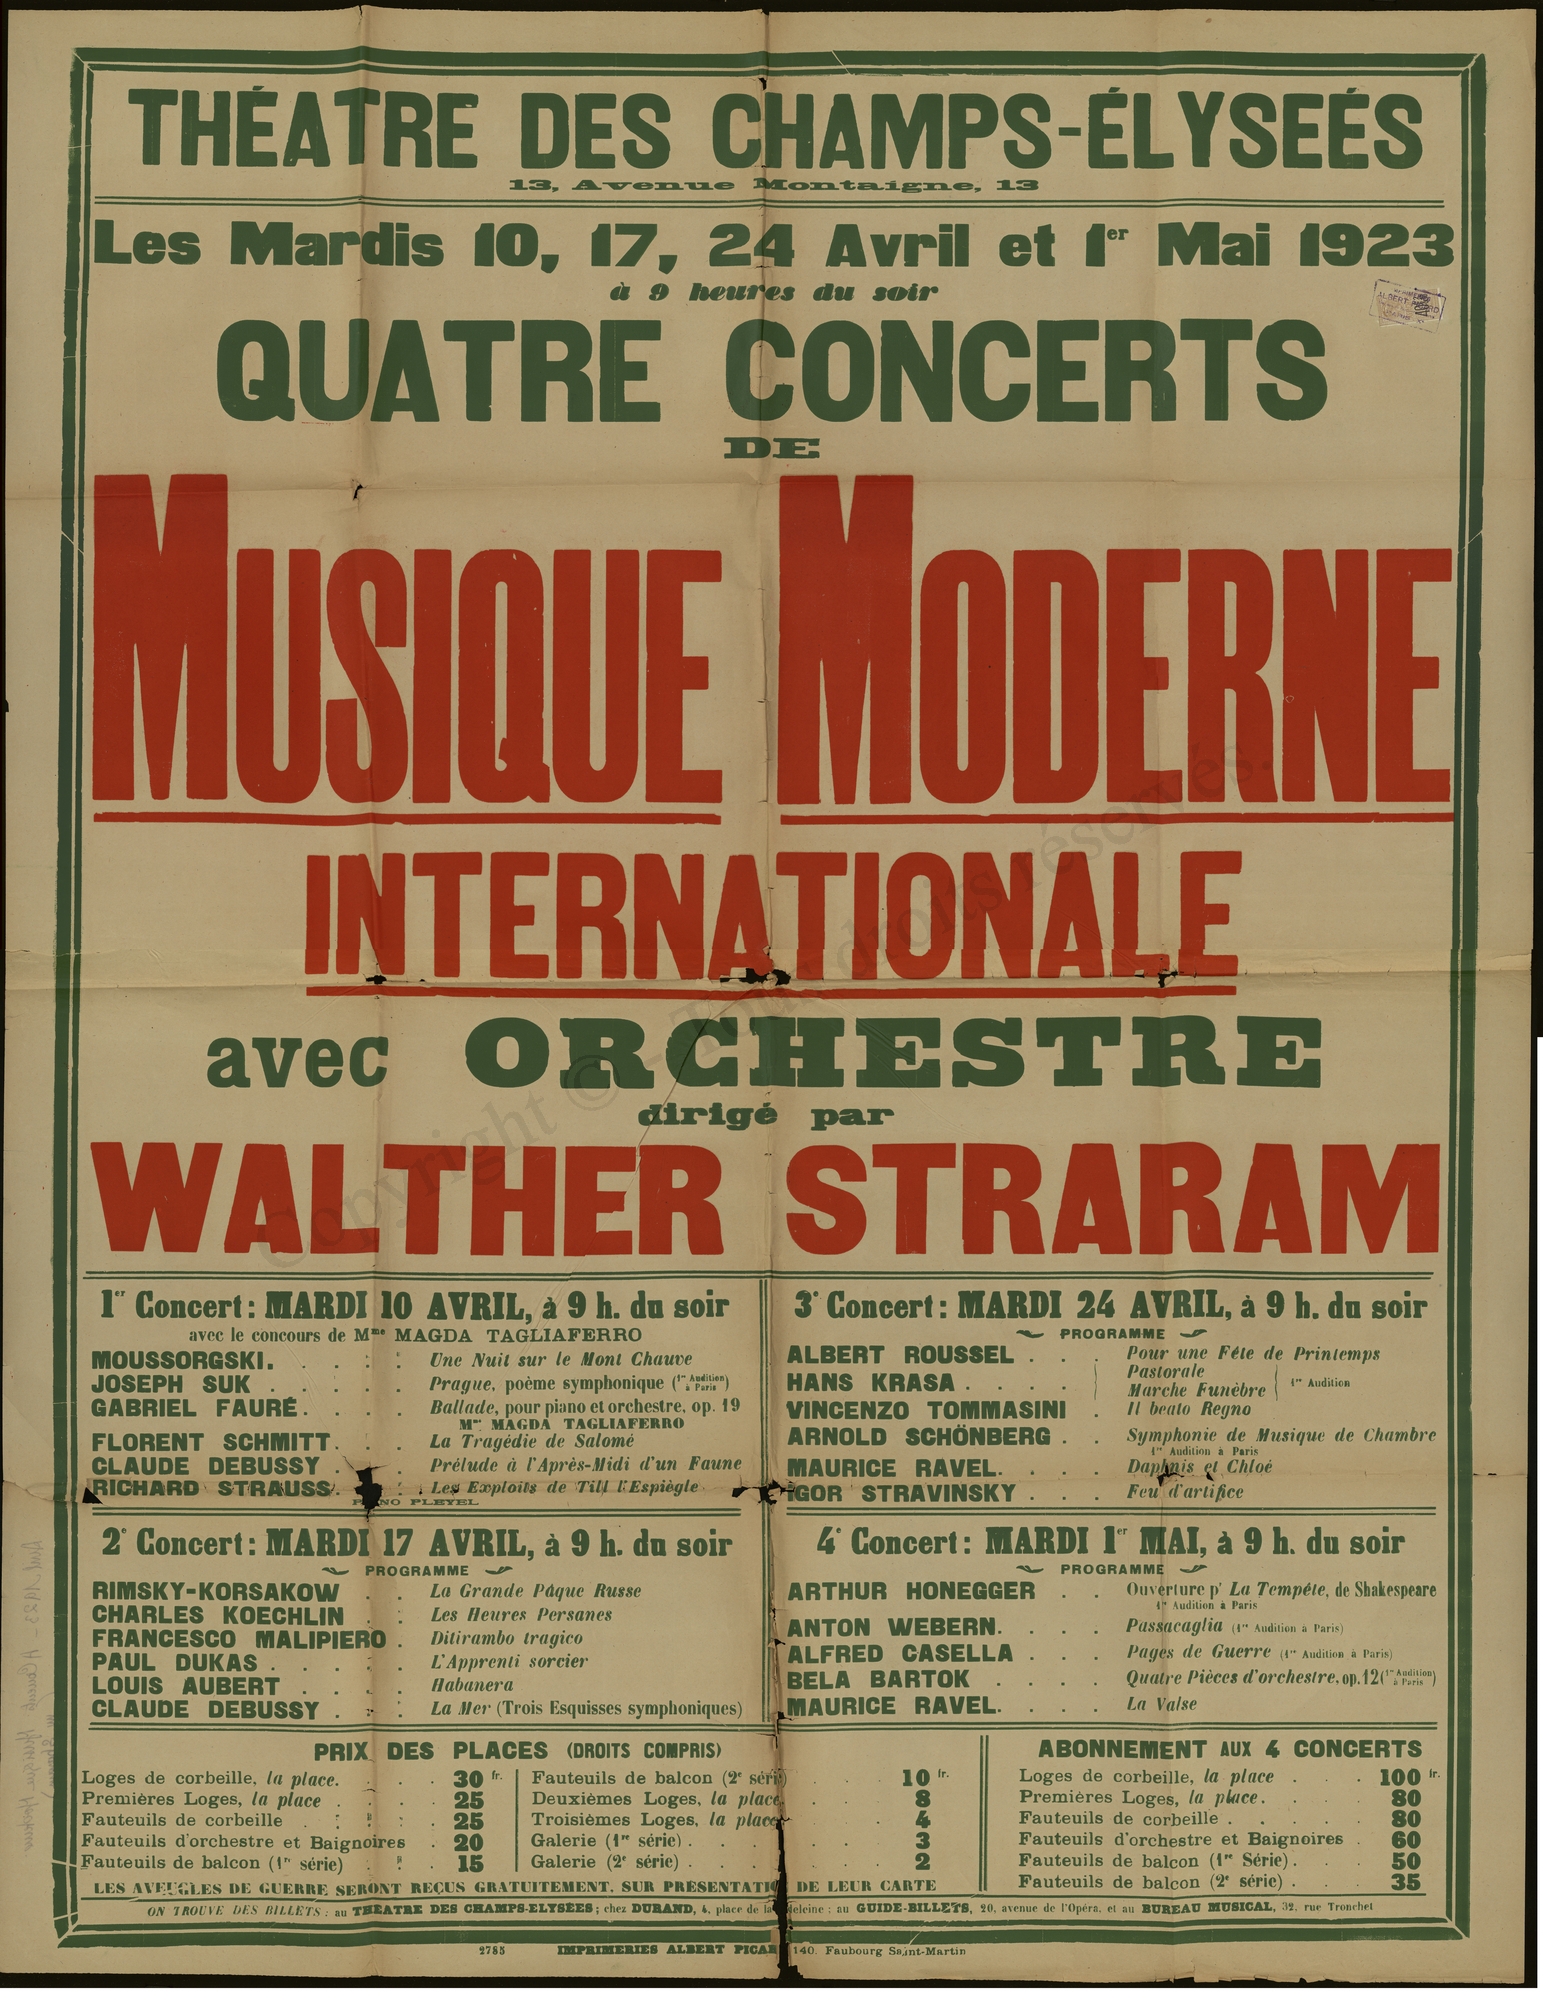 THÉATRE DES CHAMPS-ÉLYSEÉS
13, Avenue Montaigne, 13
Les Mardis 10, 17, 24 Avril et 1er Mai 1923
à 9 heures du soir
QUATRE CONCERTS
DE
MUSIQUE MODERNE
INTERNATIONALE
avec ORCHESTRE
dirigé par
WALTHER STRARAM
Copyright © - Tous droits réservés.
1er Concert : MARDI 10 AVRIL, à 9 h. du soir
avec le concours de Mme MAGDA TAGLIAFERRO
MOUSSORGSKI. . . . . Une Nuit sur le Mont Chauve
JOSEPH SUK . . . . . Prague, poème symphonique (1re Audition à Paris)
GABRIEL FAURÉ. . . . Ballade, pour piano et orchestre, op. 19
Mme MAGDA TAGLIAFERRO
FLORENT SCHMITT. . . La Tragédie de Salomé
CLAUDE DEBUSSY . . . Prélude à l'Après-Midi d'un Faune
RICHARD STRAUSS. . . Les Exploits de Till l'Espiègle
PIANO PLEYEL
2e Concert : MARDI 17 AVRIL, à 9 h. du soir
PROGRAMME
RIMSKY-KORSAKOW . . La Grande Pâque Russe
CHARLES KOECHLIN . . Les Heures Persanes
FRANCESCO MALIPIERO . Ditirambo tragico
PAUL DUKAS . . . . . L'Apprenti sorcier
LOUIS AUBERT . . . . Habanera
CLAUDE DEBUSSY . . . La Mer (Trois Esquisses symphoniques)
3e Concert : MARDI 24 AVRIL, à 9 h. du soir
PROGRAMME
ALBERT ROUSSEL . . . Pour une Fête de Printemps
HANS KRASA . . . . Pastorale
Marche Funèbre 1re Audition
VINCENZO TOMMASINI . Il beato Regno
ARNOLD SCHÖNBERG . . Symphonie de Musique de Chambre
1re Audition à Paris
MAURICE RAVEL. . . . Daphnis et Chloé
IGOR STRAVINSKY . . . Feu d'artifice
4e Concert : MARDI 1er MAI, à 9 h. du soir
PROGRAMME
ARTHUR HONEGGER . . Ouverture pr La Tempête, de Shakespeare
1re Audition à Paris
ANTON WEBERN. . . . Passacaglia (1re Audition à Paris)
ALFRED CASELLA . . . Pages de Guerre (1re Audition à Paris)
BELA BARTOK . . . . Quatre Pièces d'orchestre, op. 12 (1re Audition à Paris)
MAURICE RAVEL. . . . La Valse
PRIX DES PLACES (DROITS COMPRIS)
Loges de corbeille, la place. . . . 30 fr.
Premières Loges, la place . . . . 25
Fauteuils de corbeille . . . . 25
Fauteuils d'orchestre et Baignoires . 20
Fauteuils de balcon (1re série) . . . 15
Fauteuils de balcon (2e série) . . . 10 fr.
Deuxièmes Loges, la place . . . 8
Troisièmes Loges, la place . . . 4
Galerie (1re série) . . . . . 3
Galerie (2e série) . . . . . 2
LES AVEUGLES DE GUERRE SERONT REÇUS GRATUITEMENT, SUR PRÉSENTATION DE LEUR CARTE
ABONNEMENT AUX 4 CONCERTS
Loges de corbeille, la place . . . 100 fr.
Premières Loges, la place. . . . 80
Fauteuils de corbeille . . . . . 80
Fauteuils d'orchestre et Baignoires . 60
Fauteuils de balcon (1re Série). . . 50
Fauteuils de balcon (2e série) . . . 35
ON TROUVE DES BILLETS : au THÉATRE DES CHAMPS-ELYSÉES ; chez DURAND, 4, place de la deleine ; au GUIDE-BILLETS, 20, avenue de l'Opéra, et au BUREAU MUSICAL, 32, rue Tronchet
2785 IMPRIMERIES ALBERT PICAR 140, Faubourg Saint-Martin